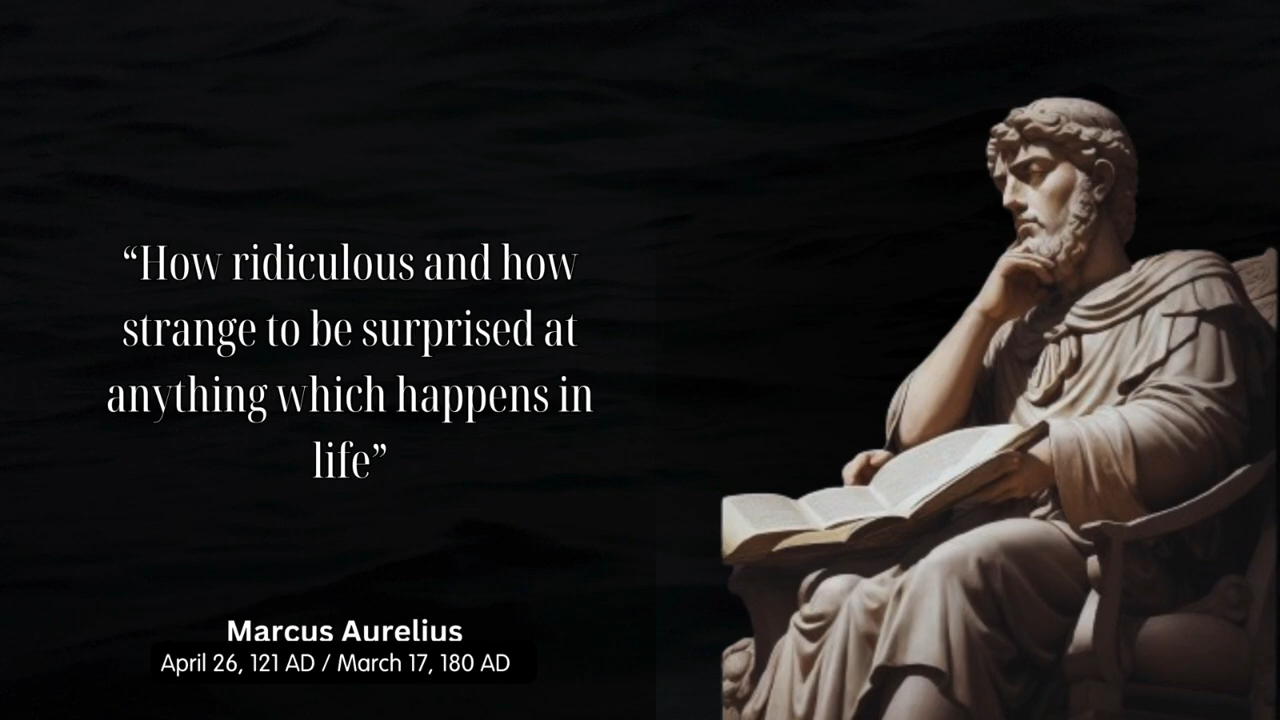 “How ridiculous and how
strange to be surprised at
anything which happens in
life”
Marcus Aurelius
April 26, 121 AD / March 17, 180 AD